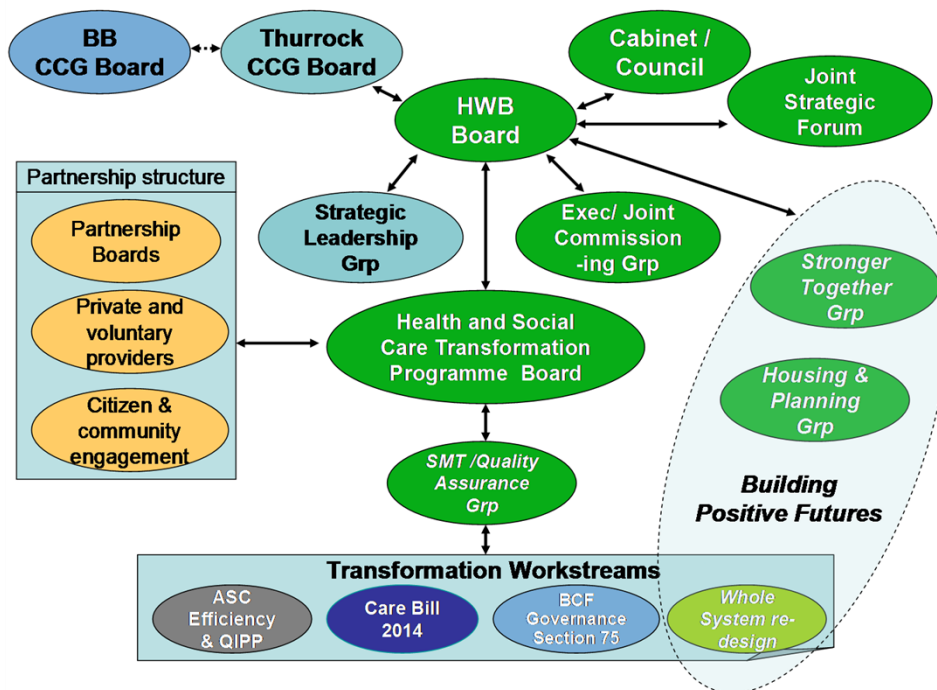 BB
CCG Board
Thurrock
CCG Board
Cabinet /
Council
Joint
Strategic
Forum
HWB
Board
Partnership structure
Partnership
Boards
Private and
voluntary
providers
Citizen &
community
engagement
Strategic
Leadership
Grp
Exec/ Joint
Commission
-ing Grp
Stronger
Together
Grp
Health and Social
Care Transformation
Programme Board
Housing &
Planning
Grp
SMT /Quality
Assurance
Grp
Building
Positive Futures
Transformation Workstreams
ASC
Efficiency
& QIPP
Care Bill
2014
BCF
Governance
Section 75
Whole
System re-
design